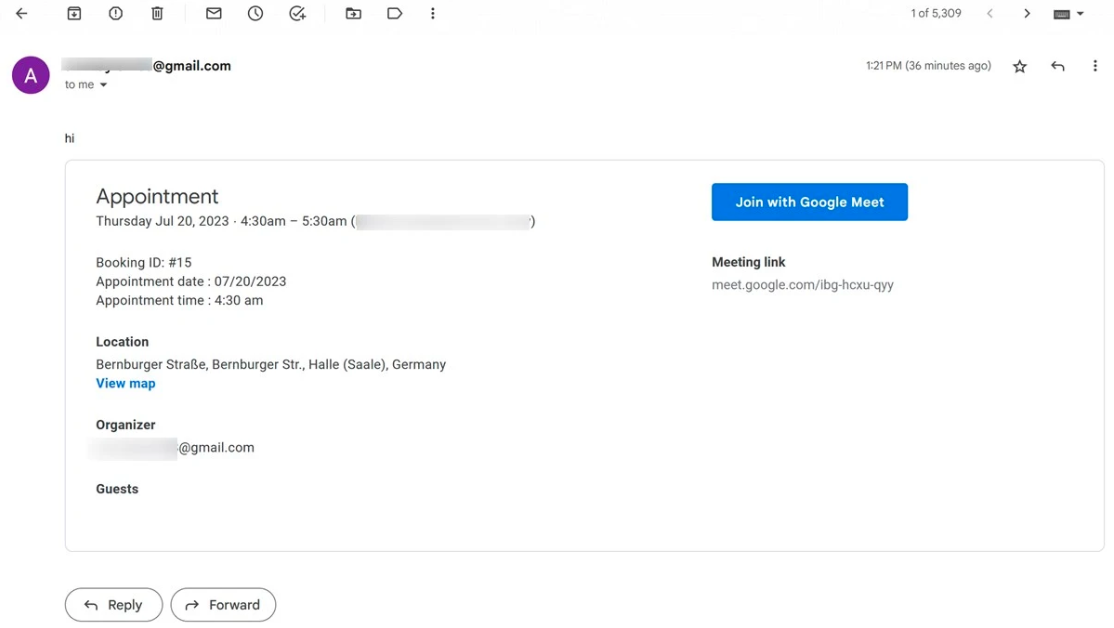 1 of 5,309
A
@gmail.com
1:21 PM (36 minutes ago)
to me
hi
Appointment
Thursday Jul 20, 2023 · 4:30am – 5:30am ( )
Join with Google Meet
Booking ID: #15
Appointment date : 07/20/2023
Appointment time : 4:30 am
Meeting link
meet.google.com/ibg-hcxu-qyy
Location
Bernburger Straße, Bernburger Str., Halle (Saale), Germany
View map
Organizer
@gmail.com
Guests
Reply
Forward